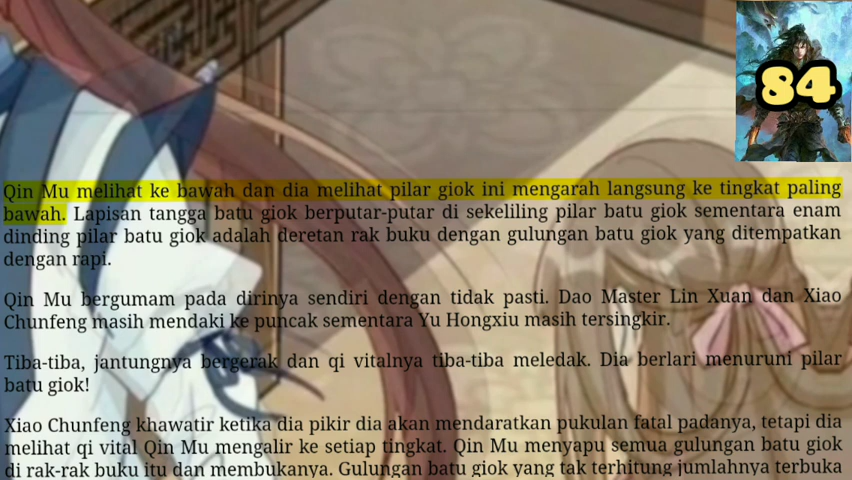 84
Qin Mu melihat ke bawah dan dia melihat pilar giok ini mengarah langsung ke tingkat paling
bawah. Lapisan tangga batu giok berputar-putar di sekeliling pilar batu giok sementara enam
dinding pilar batu giok adalah deretan rak buku dengan gulungan batu giok yang ditempatkan
dengan rapi.
Qin Mu bergumam pada dirinya sendiri dengan tidak pasti. Dao Master Lin Xuan dan Xiao
Chunfeng masih mendaki ke puncak sementara Yu Hongxiu masih tersingkir.
Tiba-tiba, jantungnya bergerak dan qi vitalnya tiba-tiba meledak. Dia berlari menuruni pilar
batu giok!
Xiao Chunfeng khawatir ketika dia pikir dia akan mendaratkan pukulan fatal padanya, tetapi dia
melihat qi vital Qin Mu mengalir ke setiap tingkat. Qin Mu menyapu semua gulungan batu giok
di rak-rak buku itu dan membukanya. Gulungan batu giok yang tak terhitung jumlahnya terbuka